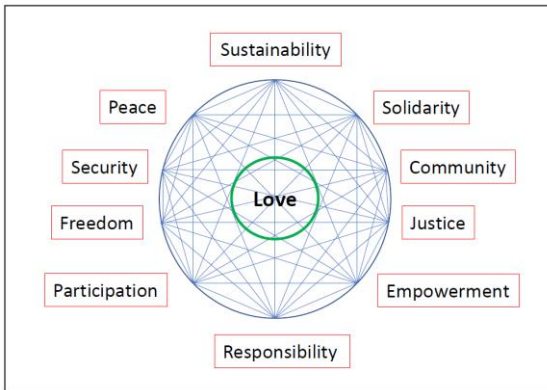 Sustainability
Peace
Solidarity
Security
Community
Love
Freedom
Justice
Participation
Empowerment
Responsibility